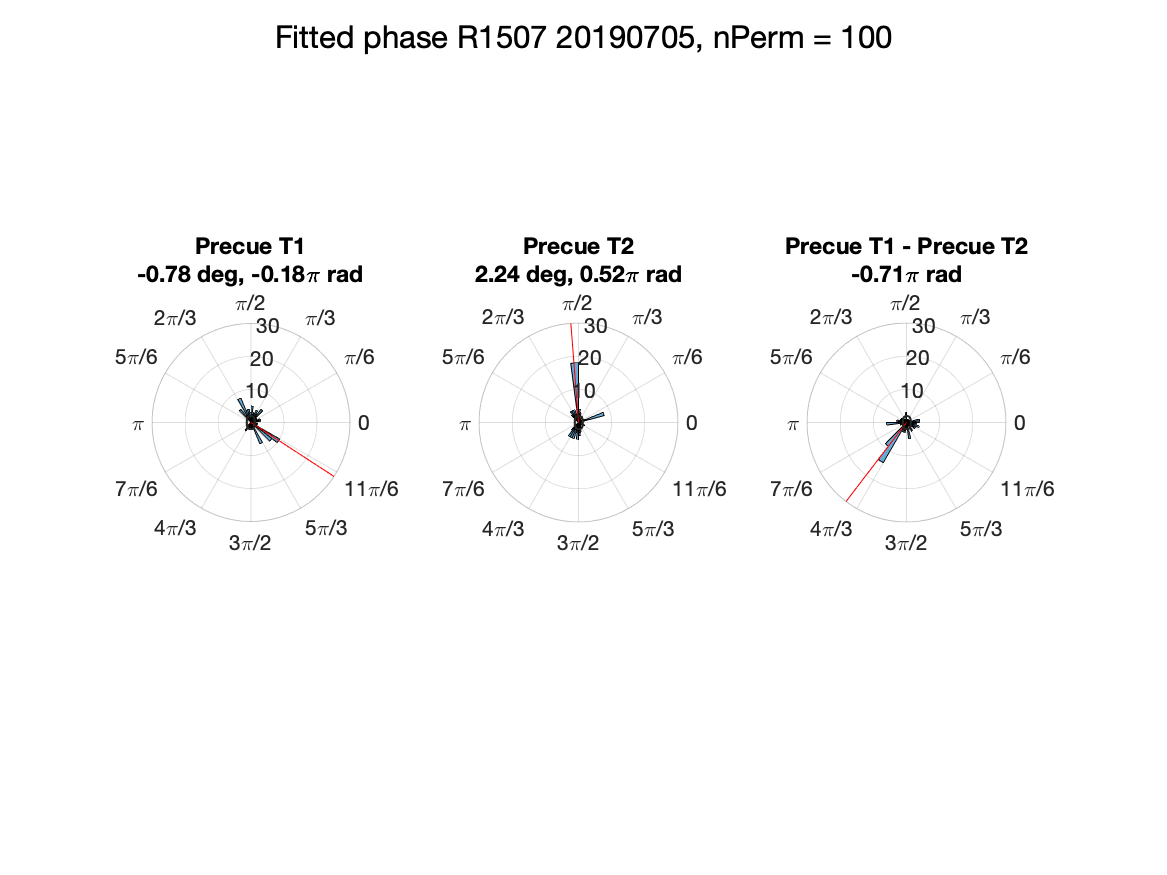 Fitted phase R1507 20190705, nPerm = 100
Precue T1
-0.78 deg, -0.18π rad
π/2
2π/3
π/3
5π/6
π/6
π
0
7π/6
11π/6
4π/3
5π/3
3π/2
30
20
10
Precue T2
2.24 deg, 0.52π rad
π/2
2π/3
π/3
5π/6
π/6
π
0
7π/6
11π/6
4π/3
5π/3
3π/2
30
20
10
Precue T1 - Precue T2
-0.71π rad
π/2
2π/3
π/3
5π/6
π/6
π
0
7π/6
11π/6
4π/3
5π/3
3π/2
30
20
10